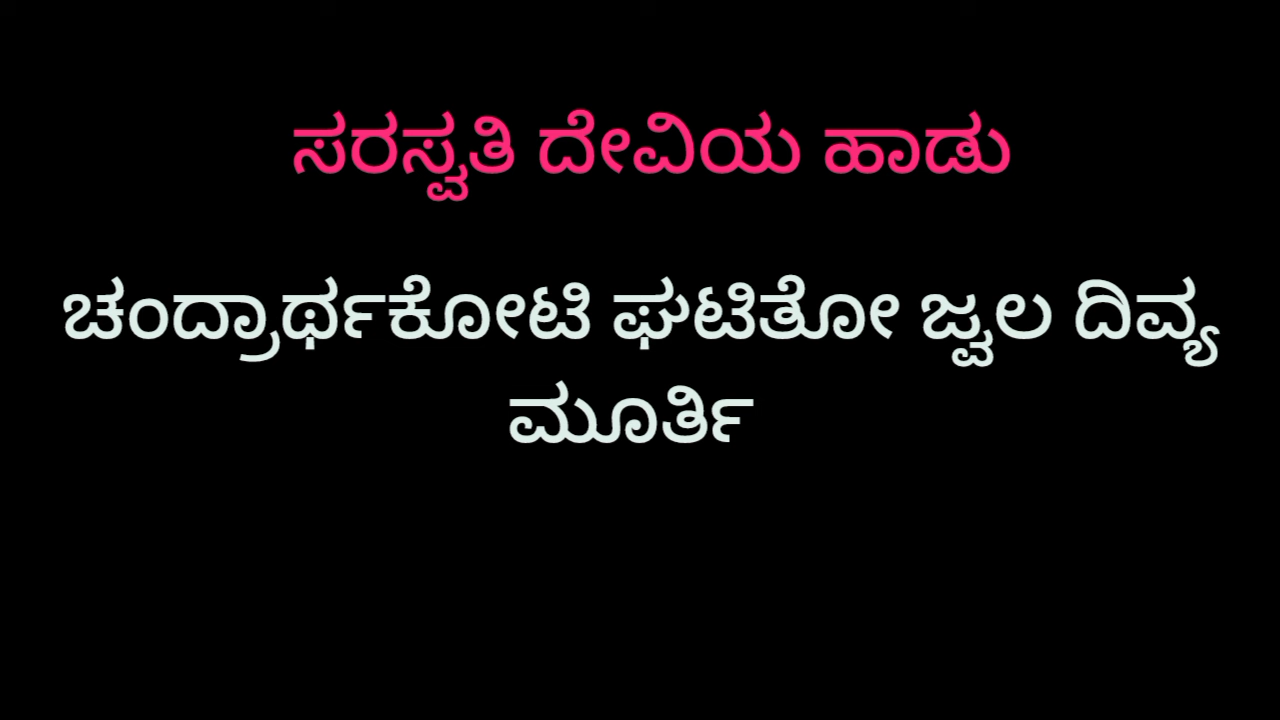 ಸರಸ್ವತಿ ದೇವಿಯ ಹಾಡು
ಚಂದ್ರಾರ್ಥಕೋಟಿ ಘಟಿತೋ ಜ್ವಲ ದಿವ್ಯ
ಮೂರ್ತಿ